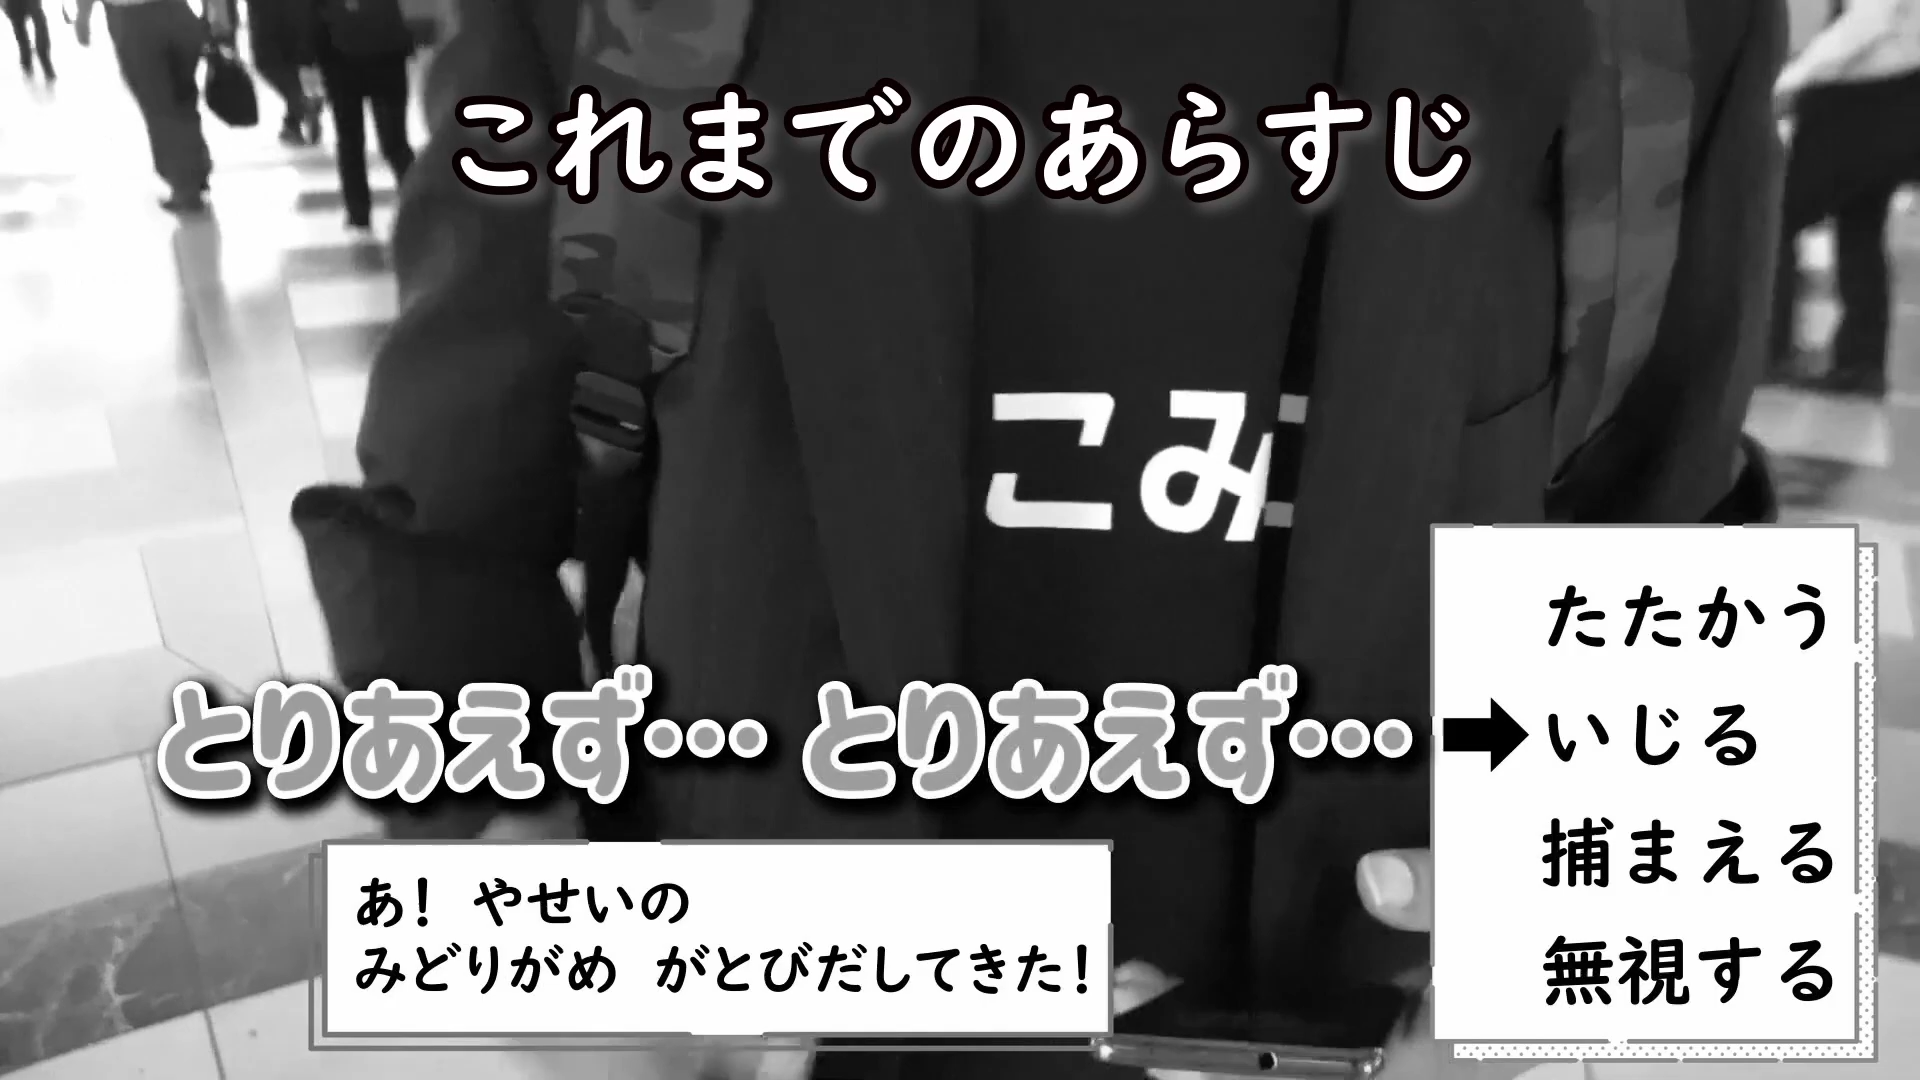 これまでのあらすじ
こみ
とりあえず… とりあえず…
たたかう
いじる
捕まえる
無視する
あ! やせいの
みどりがめ がとびだしてきた!